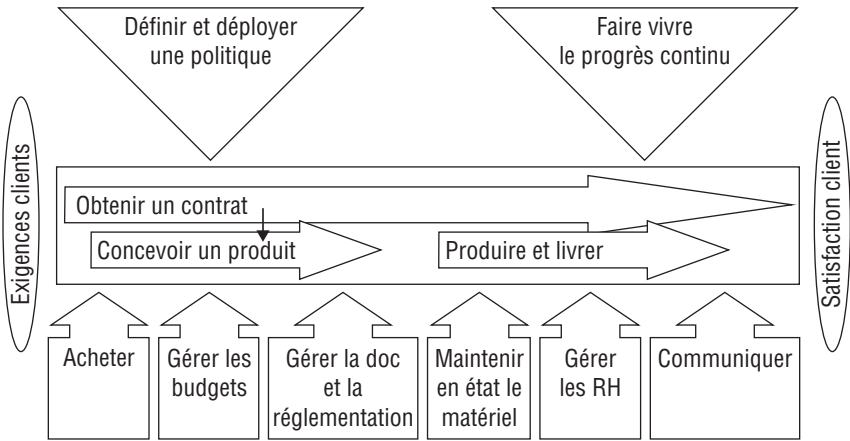 Définir et déployer
une politique
Faire vivre
le progrès continu
Exigences clients
Obtenir un contrat
Concevoir un produit
Produire et livrer
Satisfaction client
Acheter
Gérer les
budgets
Gérer la doc
et la
réglementation
Maintenir
en état le
matériel
Gérer
les RH
Communiquer